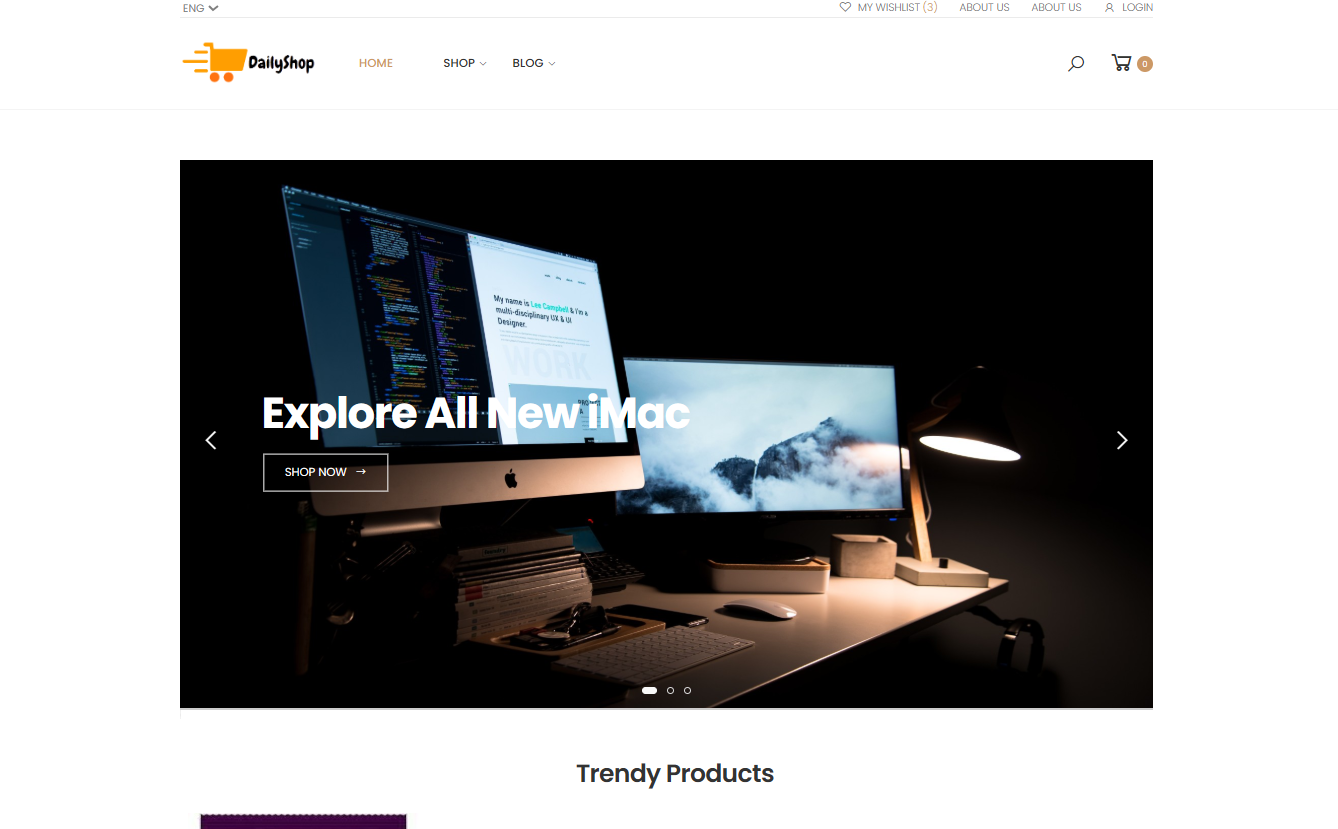 ENG
MY WISHLIST (3)
ABOUT US
ABOUT US
LOGIN
DailyShop
HOME
SHOP
BLOG
0
My name is Lee Campbell & I'm a
multi-disciplinary UX & UI
Designer.
WORK
Explore All New iMac
SHOP NOW →
Trendy Products